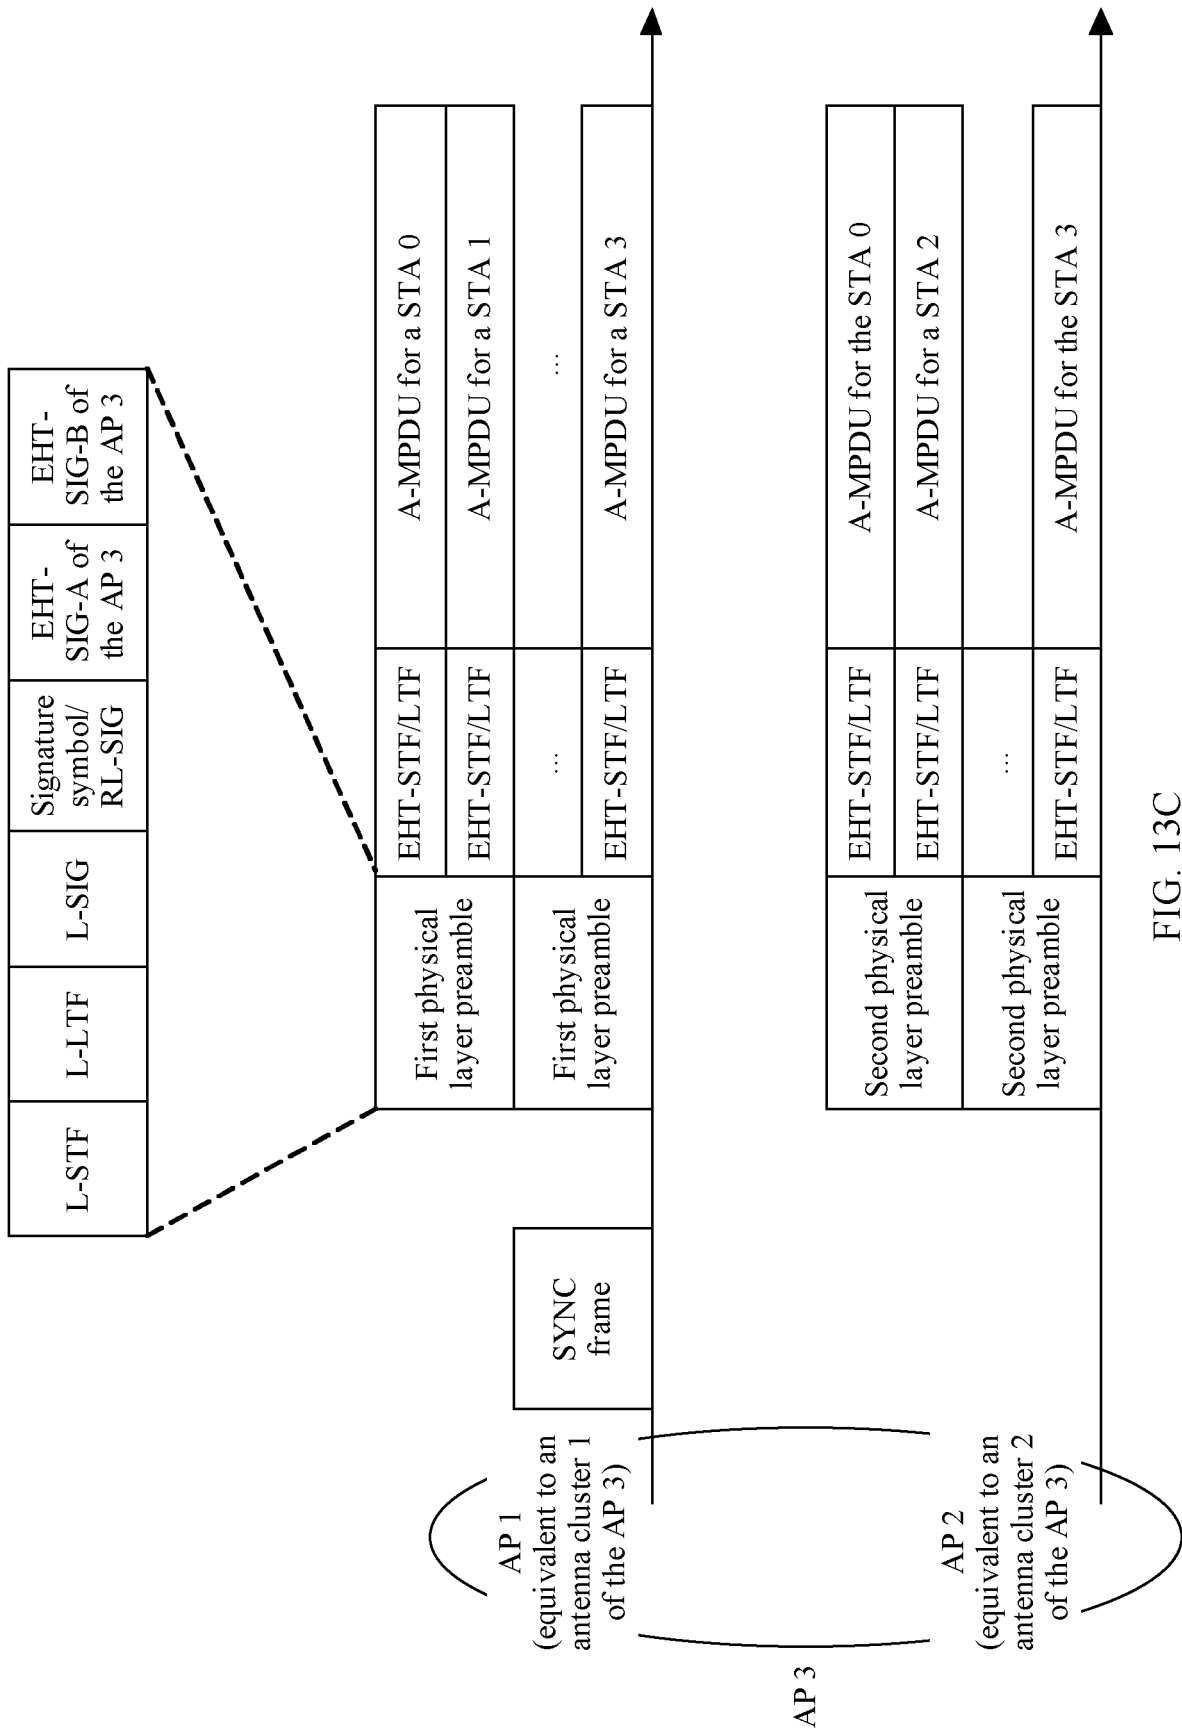 L-STF
L-LTF
L-SIG
Signature
symbol/
RL-SIG
EHT-
SIG-A of
the AP 3
EHT-
SIG-B of
the AP 3
AP 3
AP 1
(equivalent to an
antenna cluster 1
of the AP 3)
SYNC
frame
First physical
layer preamble
First physical
layer preamble
EHT-STF/LTF
EHT-STF/LTF
...
EHT-STF/LTF
A-MPDU for a STA 0
A-MPDU for a STA 1
...
A-MPDU for a STA 3
AP 2
(equivalent to an
antenna cluster 2
of the AP 3)
Second physical
layer preamble
Second physical
layer preamble
EHT-STF/LTF
EHT-STF/LTF
...
EHT-STF/LTF
A-MPDU for the STA 0
A-MPDU for a STA 2
A-MPDU for the STA 3
FIG. 13C